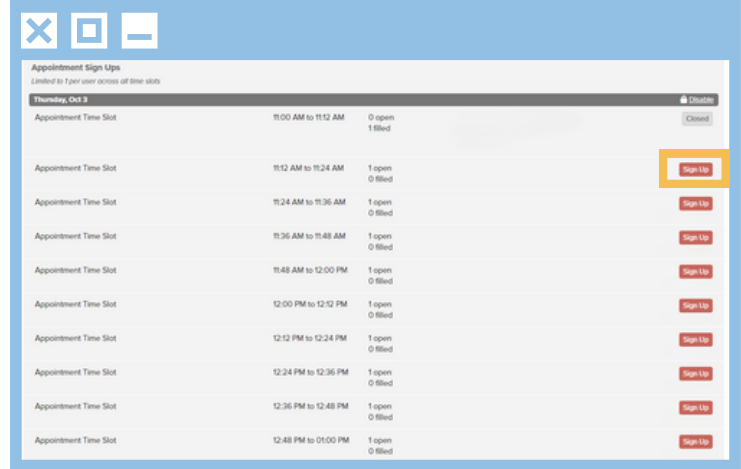 Appointment Sign Ups
Limited to 1 per user across all time slots
Thursday, Oct 3 Disable
Appointment Time Slot 11:00 AM to 11:12 AM 0 open Closed
1 filled
Appointment Time Slot 11:12 AM to 11:24 AM 1 open Sign Up
0 filled
Appointment Time Slot 11:24 AM to 11:36 AM 1 open Sign Up
0 filled
Appointment Time Slot 11:36 AM to 11:48 AM 1 open Sign Up
0 filled
Appointment Time Slot 11:48 AM to 12:00 PM 1 open Sign Up
0 filled
Appointment Time Slot 12:00 PM to 12:12 PM 1 open Sign Up
0 filled
Appointment Time Slot 12:12 PM to 12:24 PM 1 open Sign Up
0 filled
Appointment Time Slot 12:24 PM to 12:36 PM 1 open Sign Up
0 filled
Appointment Time Slot 12:36 PM to 12:48 PM 1 open Sign Up
0 filled
Appointment Time Slot 12:48 PM to 01:00 PM 1 open Sign Up
0 filled